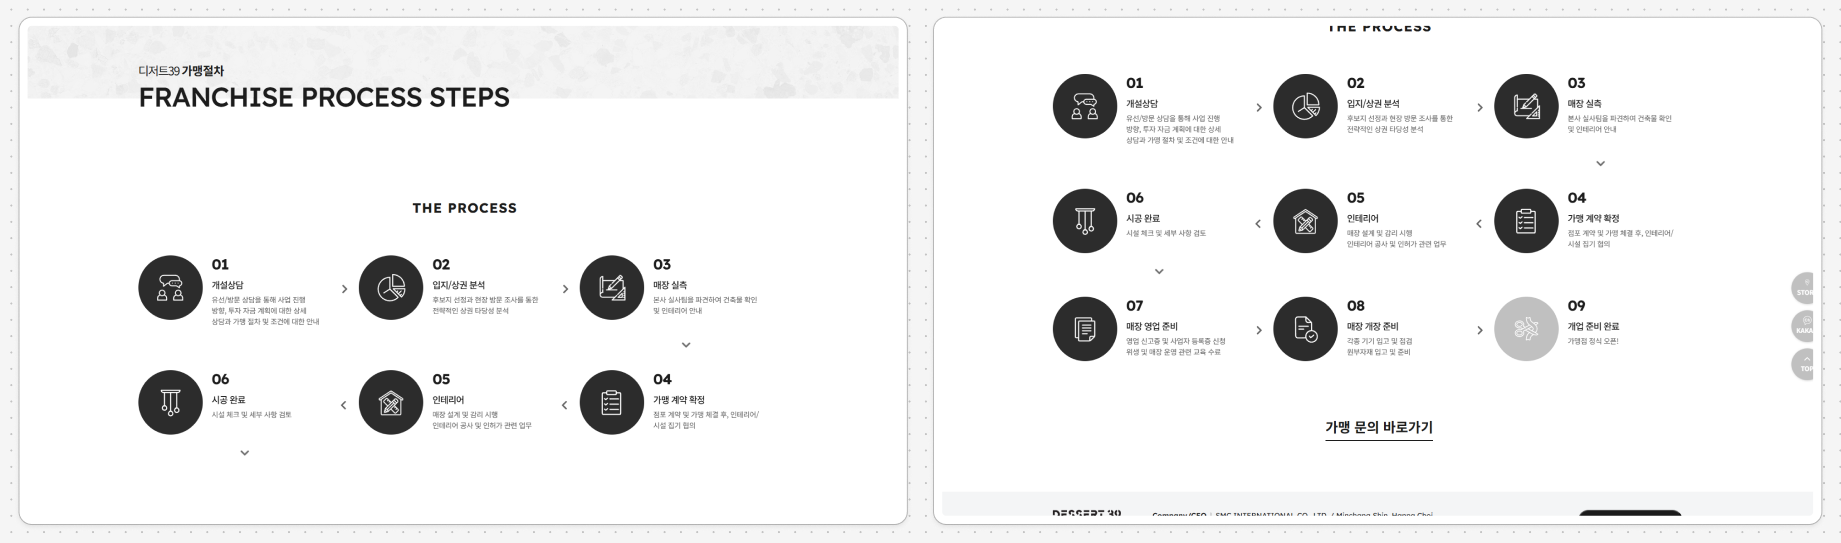 디저트39 가맹절차
FRANCHISE PROCESS STEPS
THE PROCESS
01
개설상담
유선/방문 상담을 통해 사업 진행
방향, 투자 자금 계획에 대한 상세
상담과 가맹 절차 및 조건에 대한 안내
02
입지/상권 분석
후보지 선정과 현장 방문 조사를 통한
전략적인 상권 타당성 분석
03
매장 실측
본사 실사팀을 파견하여 건축물 확인
및 인테리어 안내
06
시공 완료
시설 체크 및 세부 사항 검토
05
인테리어
매장 설계 및 감리 시행
인테리어 공사 및 인허가 관련 업무
04
가맹 계약 확정
점포 계약 및 가맹 체결 후, 인테리어/
시설 집기 협의
THE PROCESS
01
개설상담
유선/방문 상담을 통해 사업 진행
방향, 투자 자금 계획에 대한 상세
상담과 가맹 절차 및 조건에 대한 안내
02
입지/상권 분석
후보지 선정과 현장 방문 조사를 통한
전략적인 상권 타당성 분석
03
매장 실측
본사 실사팀을 파견하여 건축물 확인
및 인테리어 안내
06
시공 완료
시설 체크 및 세부 사항 검토
05
인테리어
매장 설계 및 감리 시행
인테리어 공사 및 인허가 관련 업무
04
가맹 계약 확정
점포 계약 및 가맹 체결 후, 인테리어/
시설 집기 협의
07
매장 영업 준비
영업 신고증 및 사업자 등록증 신청
위생 및 매장 운영 관련 교육 수료
08
매장 개장 준비
각종 기기 입고 및 점검
원부자재 입고 및 준비
09
개업 준비 완료
가맹점 정식 오픈!
STOR
KAKA
TOP
가맹 문의 바로가기
DESSERT 39
Company/CEO | SMC INTERNATIONAL CO., LTD. / Minchang Shin, Hanna Choi